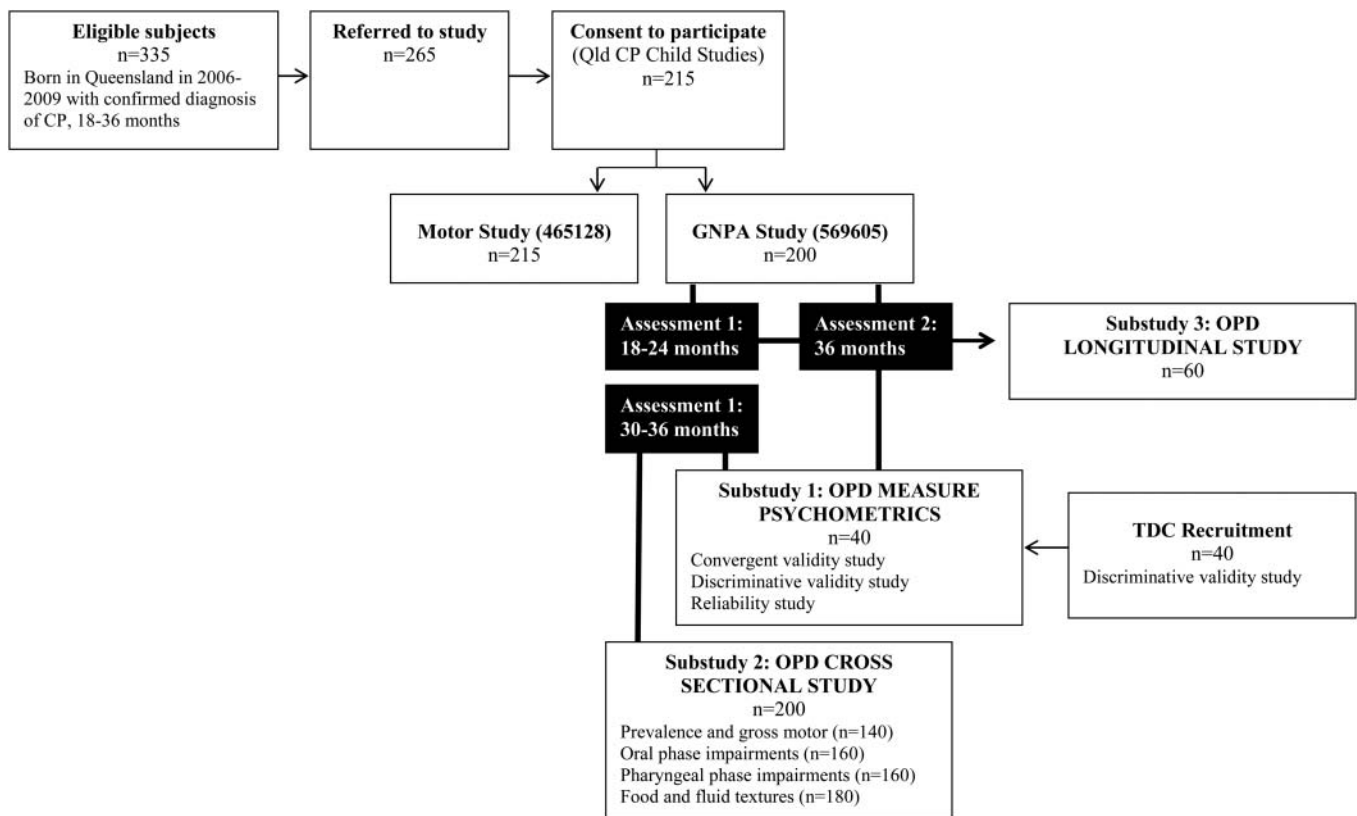 Eligible subjects
n=335
Born in Queensland in 2006-
2009 with confirmed diagnosis
of CP, 18-36 months
Referred to study
n=265
Consent to participate
(Qld CP Child Studies)
n=215
Motor Study (465128)
n=215
GNPA Study (569605)
n=200
Assessment 1:
18-24 months
Assessment 2:
36 months
Substudy 3: OPD
LONGITUDINAL STUDY
n=60
Assessment 1:
30-36 months
Substudy 1: OPD MEASURE
PSYCHOMETRICS
n=40
Convergent validity study
Discriminative validity study
Reliability study
TDC Recruitment
n=40
Discriminative validity study
Substudy 2: OPD CROSS
SECTIONAL STUDY
n=200
Prevalence and gross motor (n=140)
Oral phase impairments (n=160)
Pharyngeal phase impairments (n=160)
Food and fluid textures (n=180)